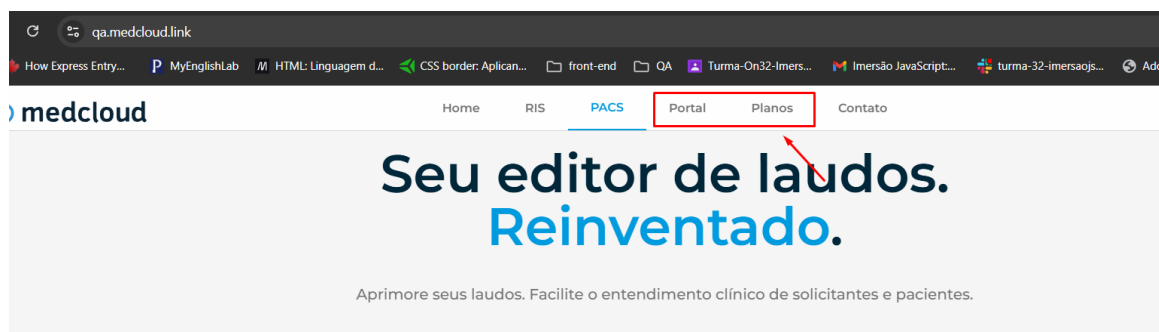 qa.medcloud.link
How Express Entry... MyEnglishLab HTML: Linguagem d... CSS border: Aplican... front-end QA Turma-On32-Imers... Imersão JavaScript:... turma-32-imersaojs... Ado
medcloud Home RIS PACS Portal Planos Contato
Seu editor de laudos.
Reinventado.
Aprimore seus laudos. Facilite o entendimento clínico de solicitantes e pacientes.